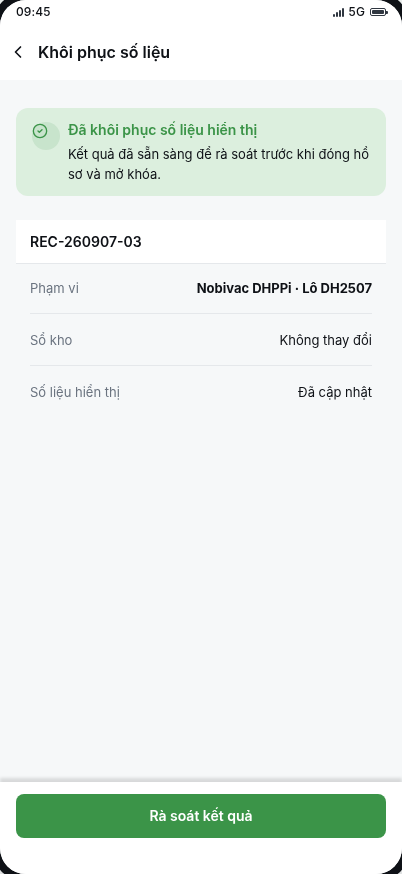 09:45
5G
Khôi phục số liệu
Đã khôi phục số liệu hiển thị
Kết quả đã sẵn sàng để rà soát trước khi đóng hồ
sơ và mở khóa.
REC-260907-03
Phạm vi
Nobivac DHPPi · Lô DH2507
Sổ kho
Không thay đổi
Số liệu hiển thị
Đã cập nhật
Rà soát kết quả